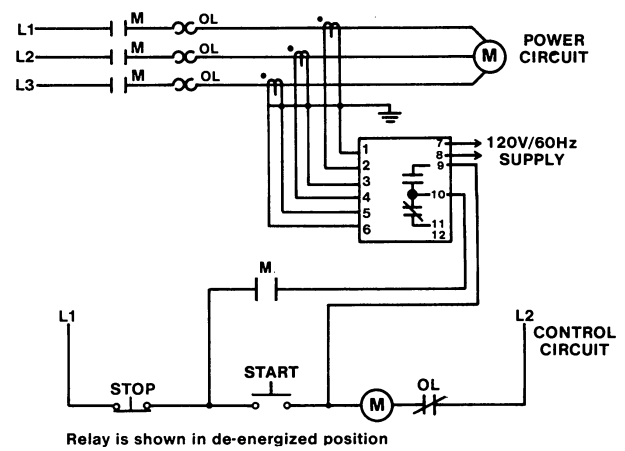 L1 M OL
L2 M OL
L3 M OL
M
POWER
CIRCUIT
1
2
3
4
5
6
7
8
9
10
11
12
120V/60Hz
SUPPLY
M
L1
L2
CONTROL
CIRCUIT
STOP
START
M
OL
Relay is shown in de-energized position